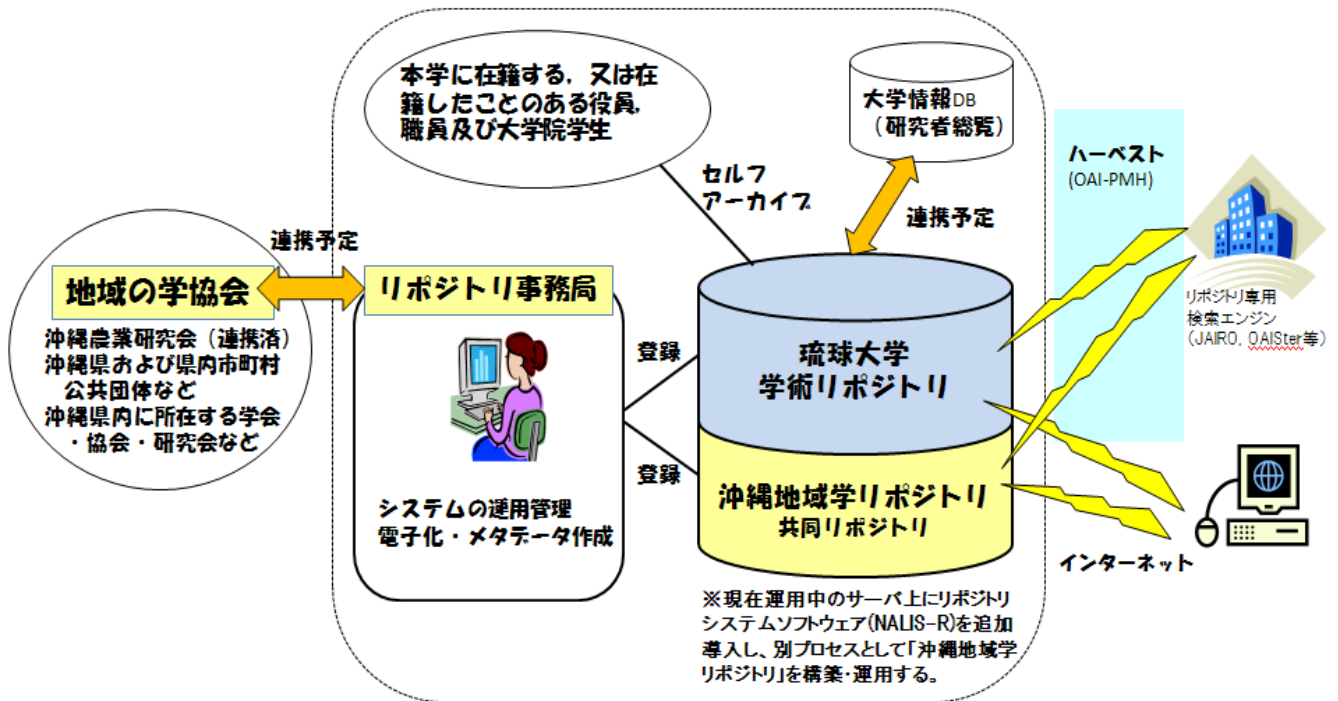 本学に在籍する，又は在
籍したことのある役員，
職員及び大学院学生
大学情報DB
（研究者総覧）
セルフ
アーカイブ
連携予定
ハーベスト
(OAI-PMH)
リポジトリ専用
検索エンジン
（JAIRO, OAISter等）
連携予定
地域の学協会
沖縄農業研究会（連携済）
沖縄県および県内市町村
公共団体など
沖縄県内に所在する学会
・協会・研究会など
リポジトリ事務局
システムの運用管理
電子化・メタデータ作成
登録
登録
琉球大学
学術リポジトリ
沖縄地域学リポジトリ
共同リポジトリ
インターネット
※現在運用中のサーバ上にリポジトリ
システムソフトウェア(NALIS-R)を追加
導入し、別プロセスとして「沖縄地域学
リポジトリ」を構築・運用する。